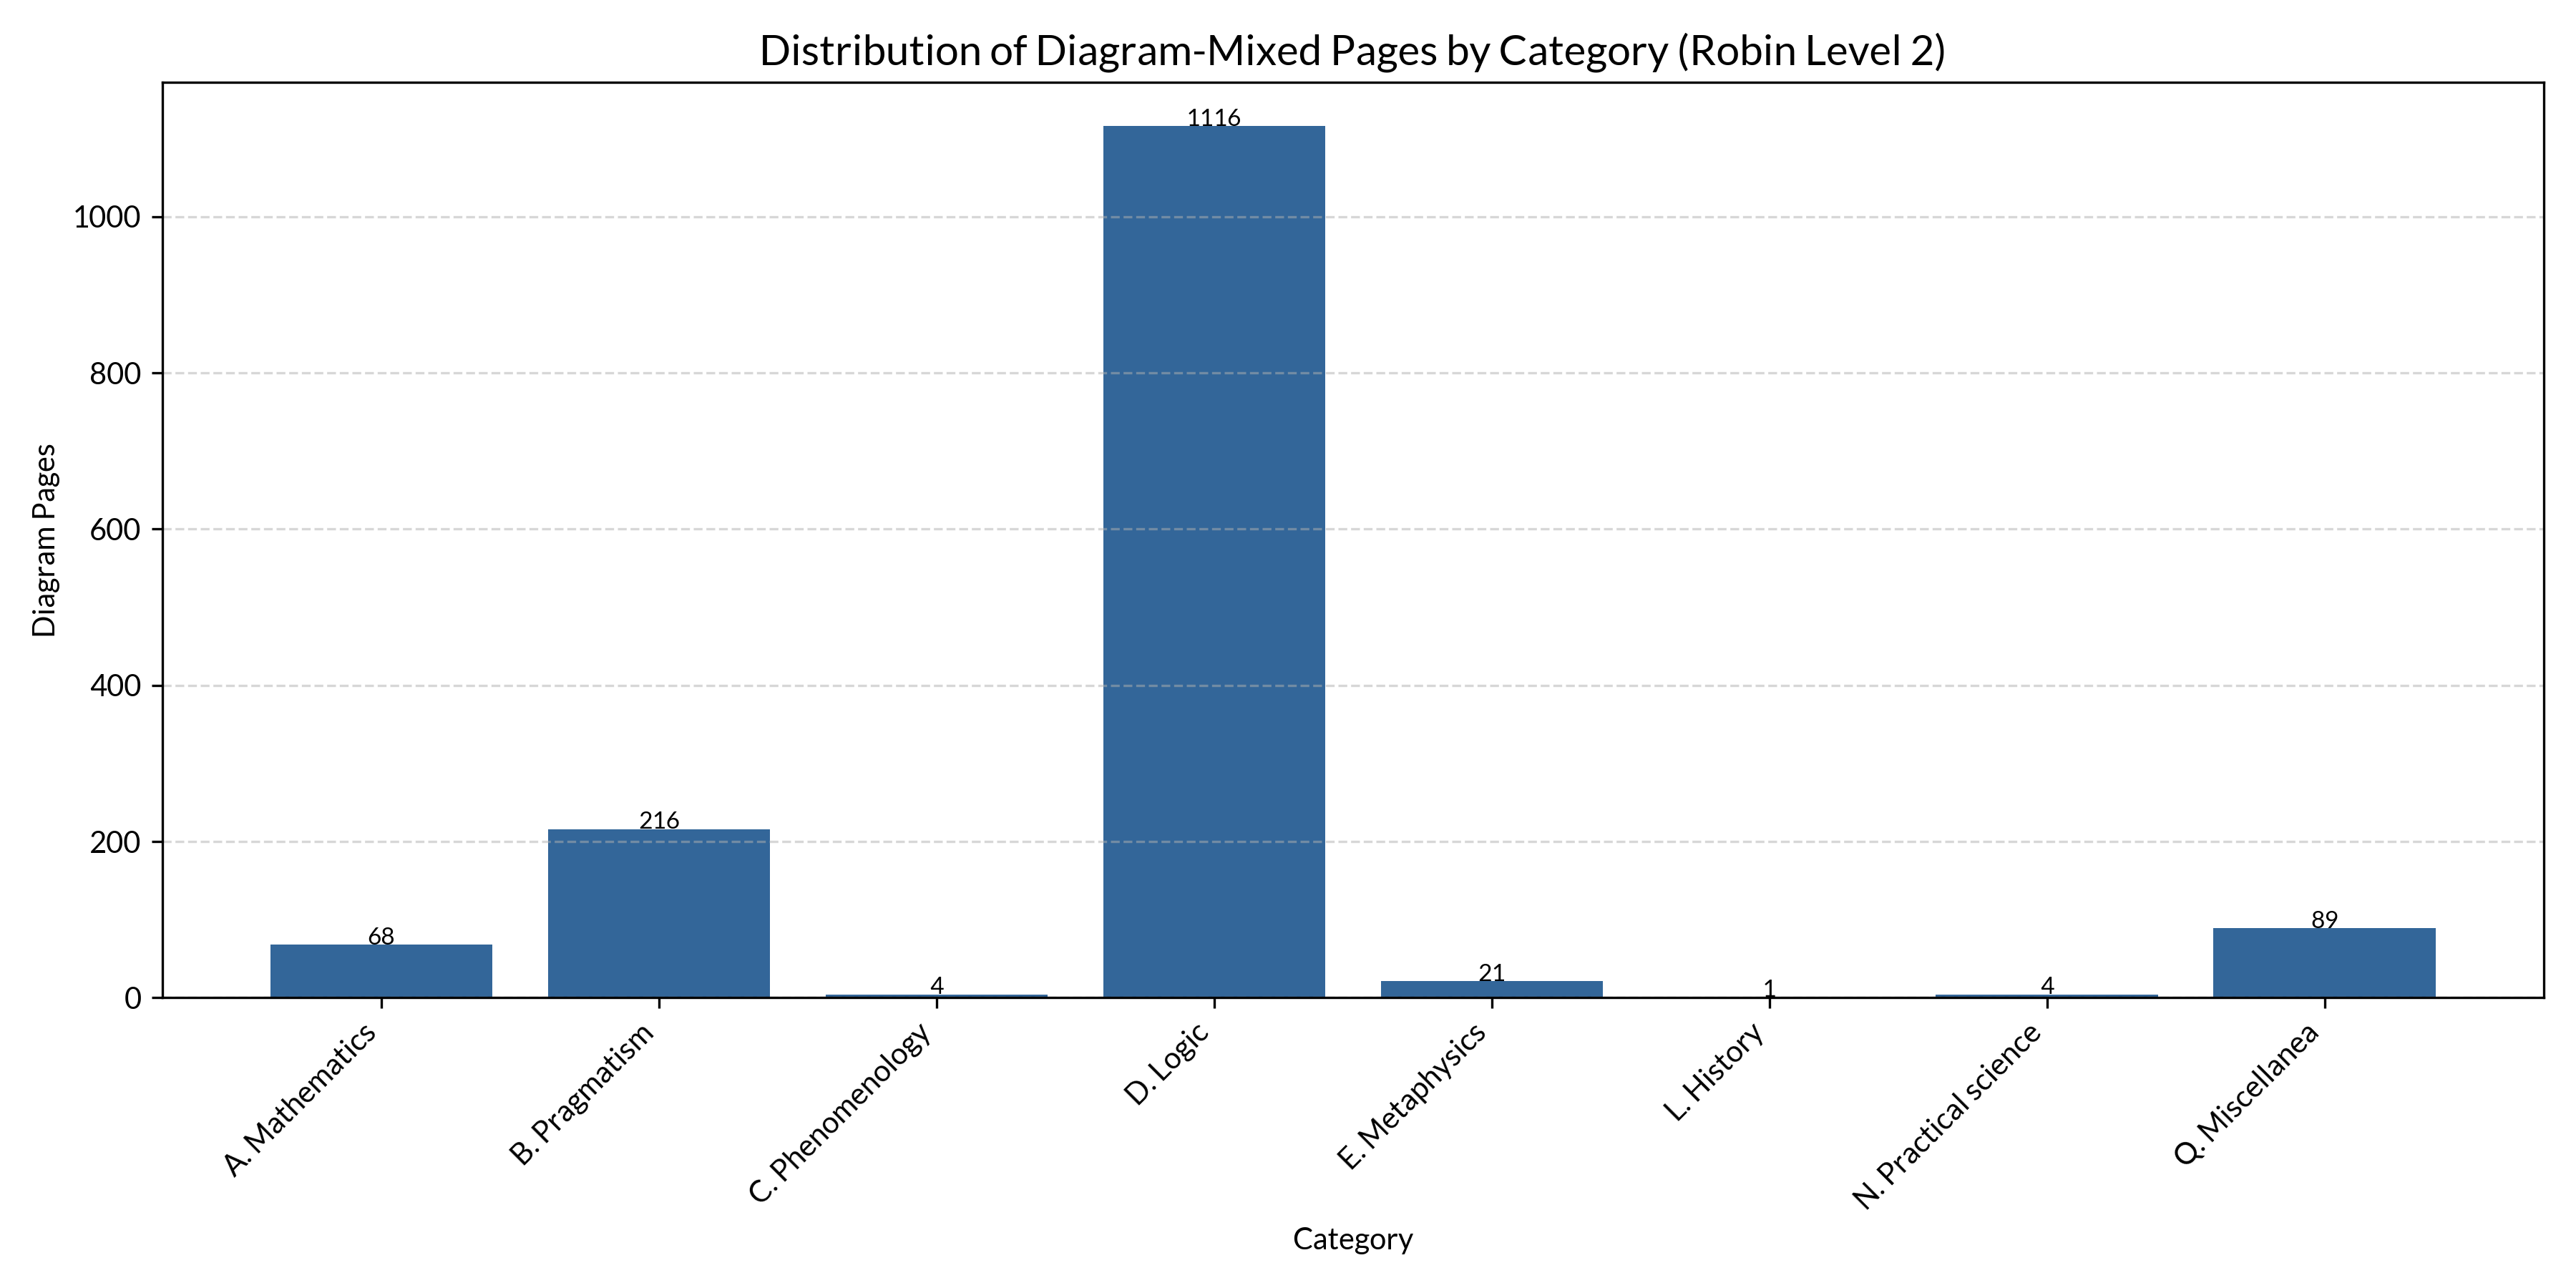 Distribution of Diagram-Mixed Pages by Category (Robin Level 2)
Diagram Pages
1000
800
600
400
200
0
68
216
4
1116
21
1
4
89
A. Mathematics
B. Pragmatism
C. Phenomenology
D. Logic
E. Metaphysics
L. History
N. Practical science
Q. Miscellanea
Category